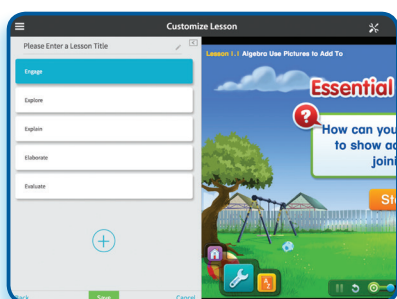 Customize Lesson
Please Enter a Lesson Title
Engage
Explore
Explain
Elaborate
Evaluate
Back
Save
Cancel
Lesson 1.1 Algebra Use Pictures to Add To
Essential
?
How can you
to show ad
joini
St